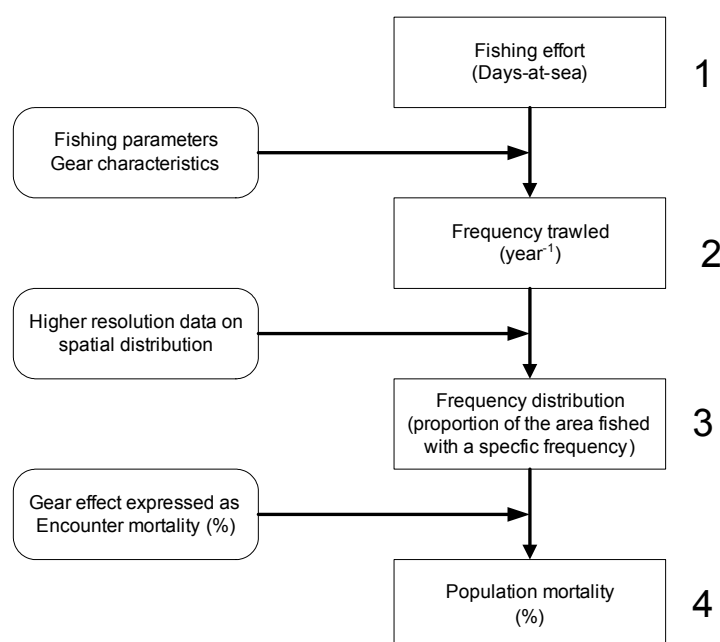 Fishing effort
(Days-at-sea)
1
Fishing parameters
Gear characteristics
Frequency trawled
(year-1)
2
Higher resolution data on
spatial distribution
Frequency distribution
(proportion of the area fished
with a specfic frequency)
3
Gear effect expressed as
Encounter mortality (%)
Population mortality
(%)
4